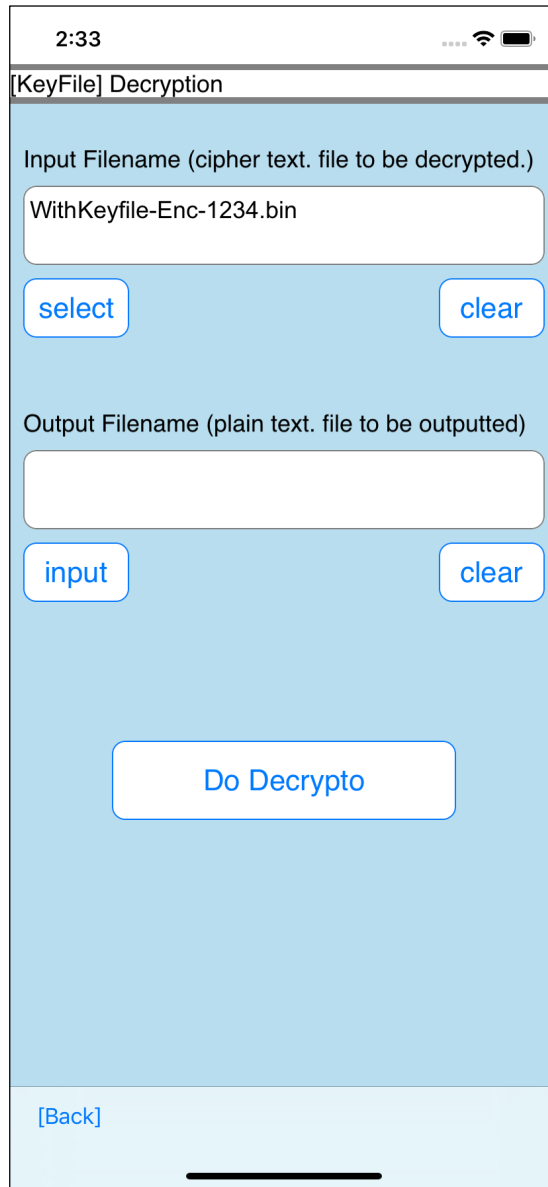 2:33
[KeyFile] Decryption
Input Filename (cipher text. file to be decrypted.)
WithKeyfile-Enc-1234.bin
select
clear
Output Filename (plain text. file to be outputted)
input
clear
Do Decrypto
[Back]